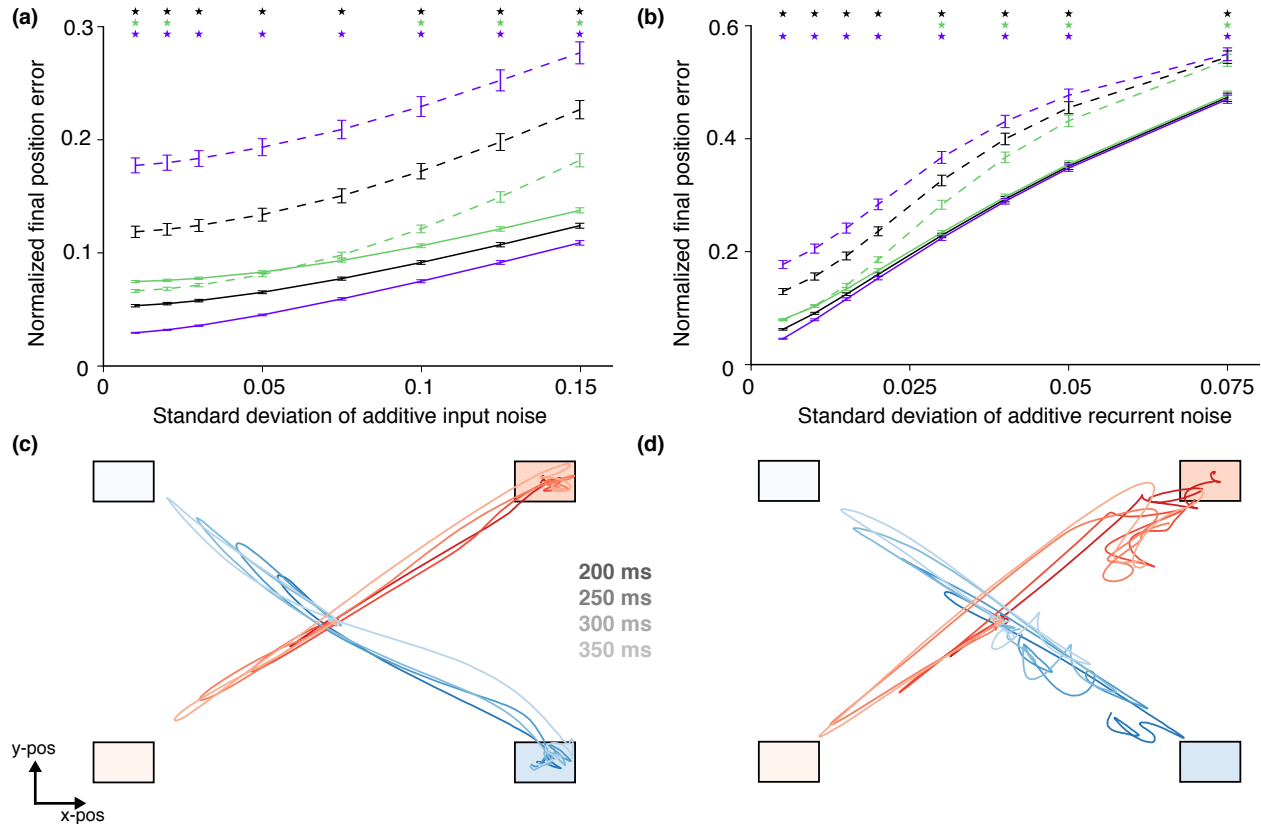 (a)
Normalized final position error
0.3
0.2
0.1
0
0
0.05
0.1
0.15
Standard deviation of additive input noise
(b)
Normalized final position error
0.6
0.4
0.2
0
0
0.025
0.05
0.075
Standard deviation of additive recurrent noise
(c)
200 ms
250 ms
300 ms
350 ms
y-pos
x-pos
(d)